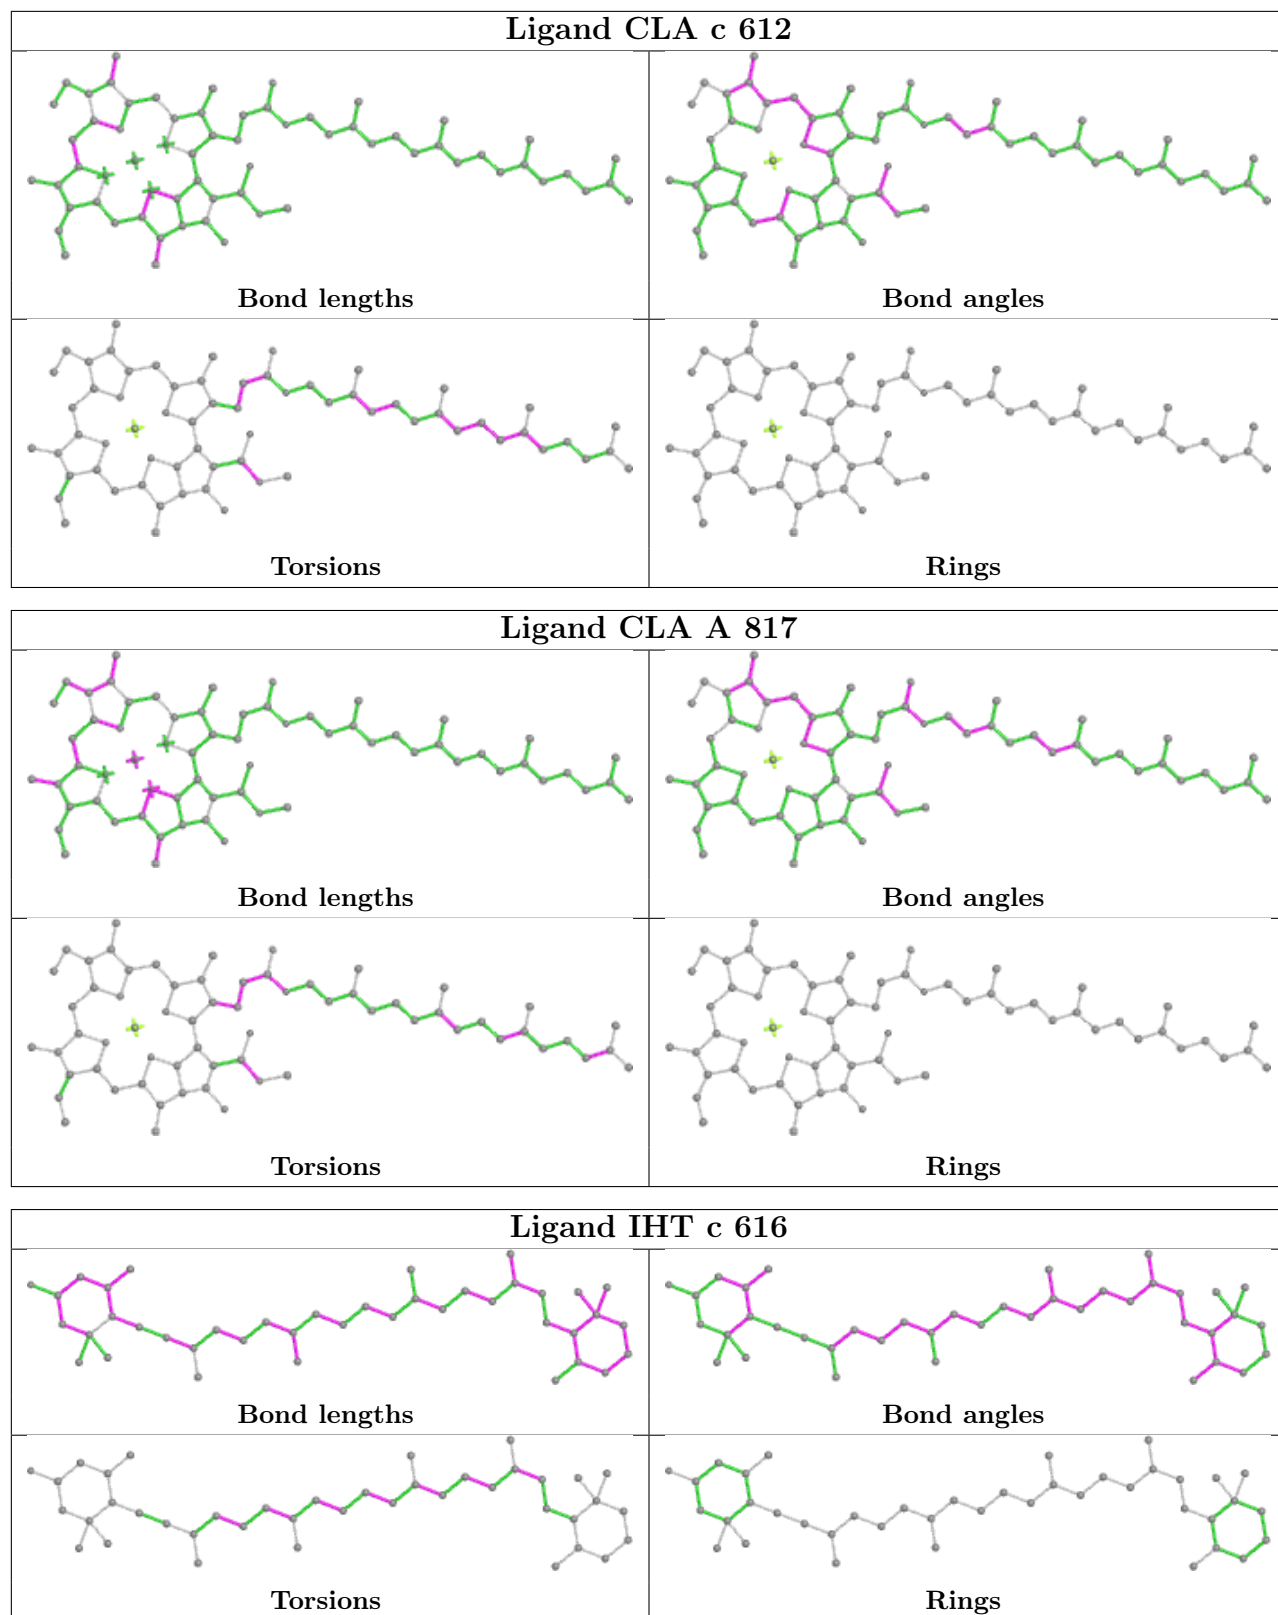 Ligand CLA c 612
Bond lengths
Bond angles
Torsions
Rings
Ligand CLA A 817
Bond lengths
Bond angles
Torsions
Rings
Ligand IHT c 616
Bond lengths
Bond angles
Torsions
Rings